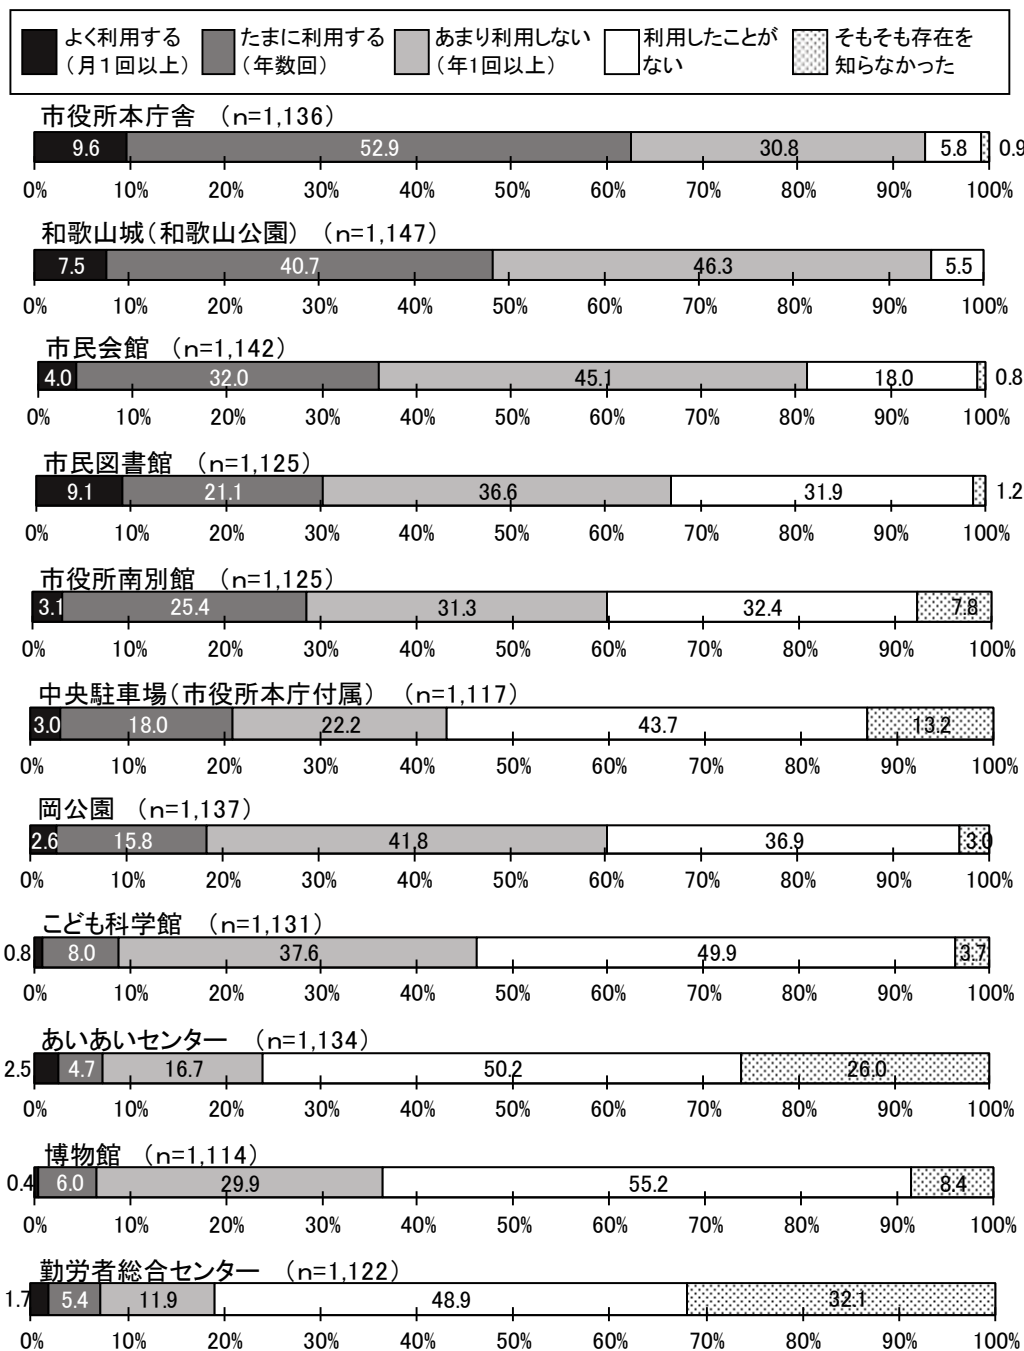 よく利用する
（月１回以上）
たまに利用する
（年数回）
あまり利用しない
（年1回以上）
利用したことが
ない
そもそも存在を
知らなかった
市役所本庁舎　（n=1,136）
9.6 52.9 30.8 5.8 0.9
0% 10% 20% 30% 40% 50% 60% 70% 80% 90% 100%
和歌山城（和歌山公園）　（n=1,147）
7.5 40.7 46.3 5.5
0% 10% 20% 30% 40% 50% 60% 70% 80% 90% 100%
市民会館　（n=1,142）
4.0 32.0 45.1 18.0 0.8
0% 10% 20% 30% 40% 50% 60% 70% 80% 90% 100%
市民図書館　（n=1,125）
9.1 21.1 36.6 31.9 1.2
0% 10% 20% 30% 40% 50% 60% 70% 80% 90% 100%
市役所南別館　（n=1,125）
3.1 25.4 31.3 32.4 7.8
0% 10% 20% 30% 40% 50% 60% 70% 80% 90% 100%
中央駐車場（市役所本庁付属）　（n=1,117）
3.0 18.0 22.2 43.7 13.2
0% 10% 20% 30% 40% 50% 60% 70% 80% 90% 100%
岡公園　（n=1,137）
2.6 15.8 41.8 36.9 3.0
0% 10% 20% 30% 40% 50% 60% 70% 80% 90% 100%
こども科学館　（n=1,131）
0.8 8.0 37.6 49.9 3.7
0% 10% 20% 30% 40% 50% 60% 70% 80% 90% 100%
あいあいセンター　（n=1,134）
2.5 4.7 16.7 50.2 26.0
0% 10% 20% 30% 40% 50% 60% 70% 80% 90% 100%
博物館　（n=1,114）
0.4 6.0 29.9 55.2 8.4
0% 10% 20% 30% 40% 50% 60% 70% 80% 90% 100%
勤労者総合センター　（n=1,122）
1.7 5.4 11.9 48.9 32.1
0% 10% 20% 30% 40% 50% 60% 70% 80% 90% 100%